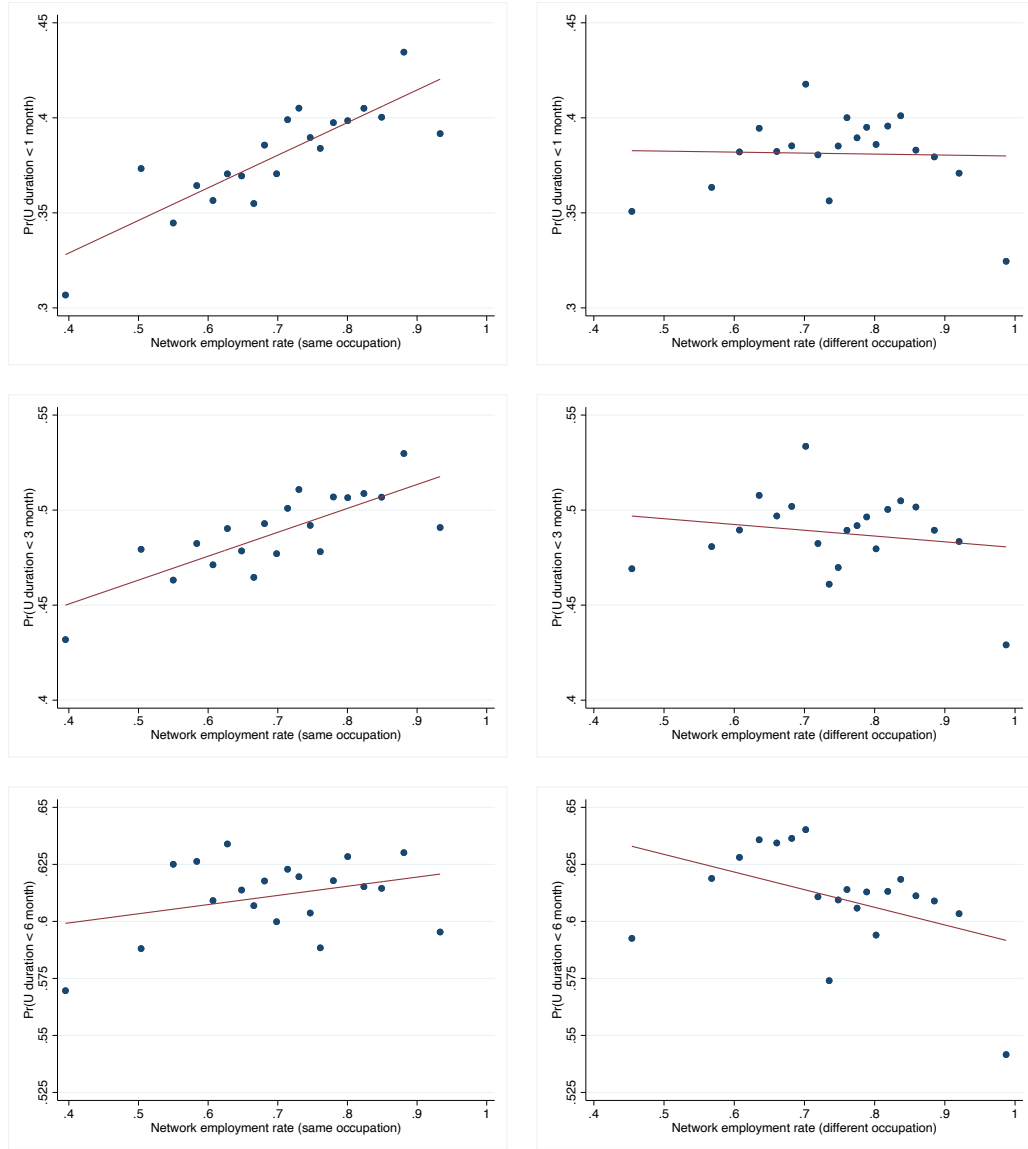 Pr(U duration < 1 month)
.45
.4
.35
.3
.4 .5 .6 .7 .8 .9 1
Network employment rate (same occupation)
Pr(U duration < 1 month)
.45
.4
.35
.3
.4 .5 .6 .7 .8 .9 1
Network employment rate (different occupation)
Pr(U duration < 3 month)
.55
.5
.45
.4
.4 .5 .6 .7 .8 .9 1
Network employment rate (same occupation)
Pr(U duration < 3 month)
.55
.5
.45
.4
.4 .5 .6 .7 .8 .9 1
Network employment rate (different occupation)
Pr(U duration < 6 month)
.65
.625
.6
.575
.55
.525
.4 .5 .6 .7 .8 .9 1
Network employment rate (same occupation)
Pr(U duration < 6 month)
.65
.625
.6
.575
.55
.525
.4 .5 .6 .7 .8 .9 1
Network employment rate (different occupation)